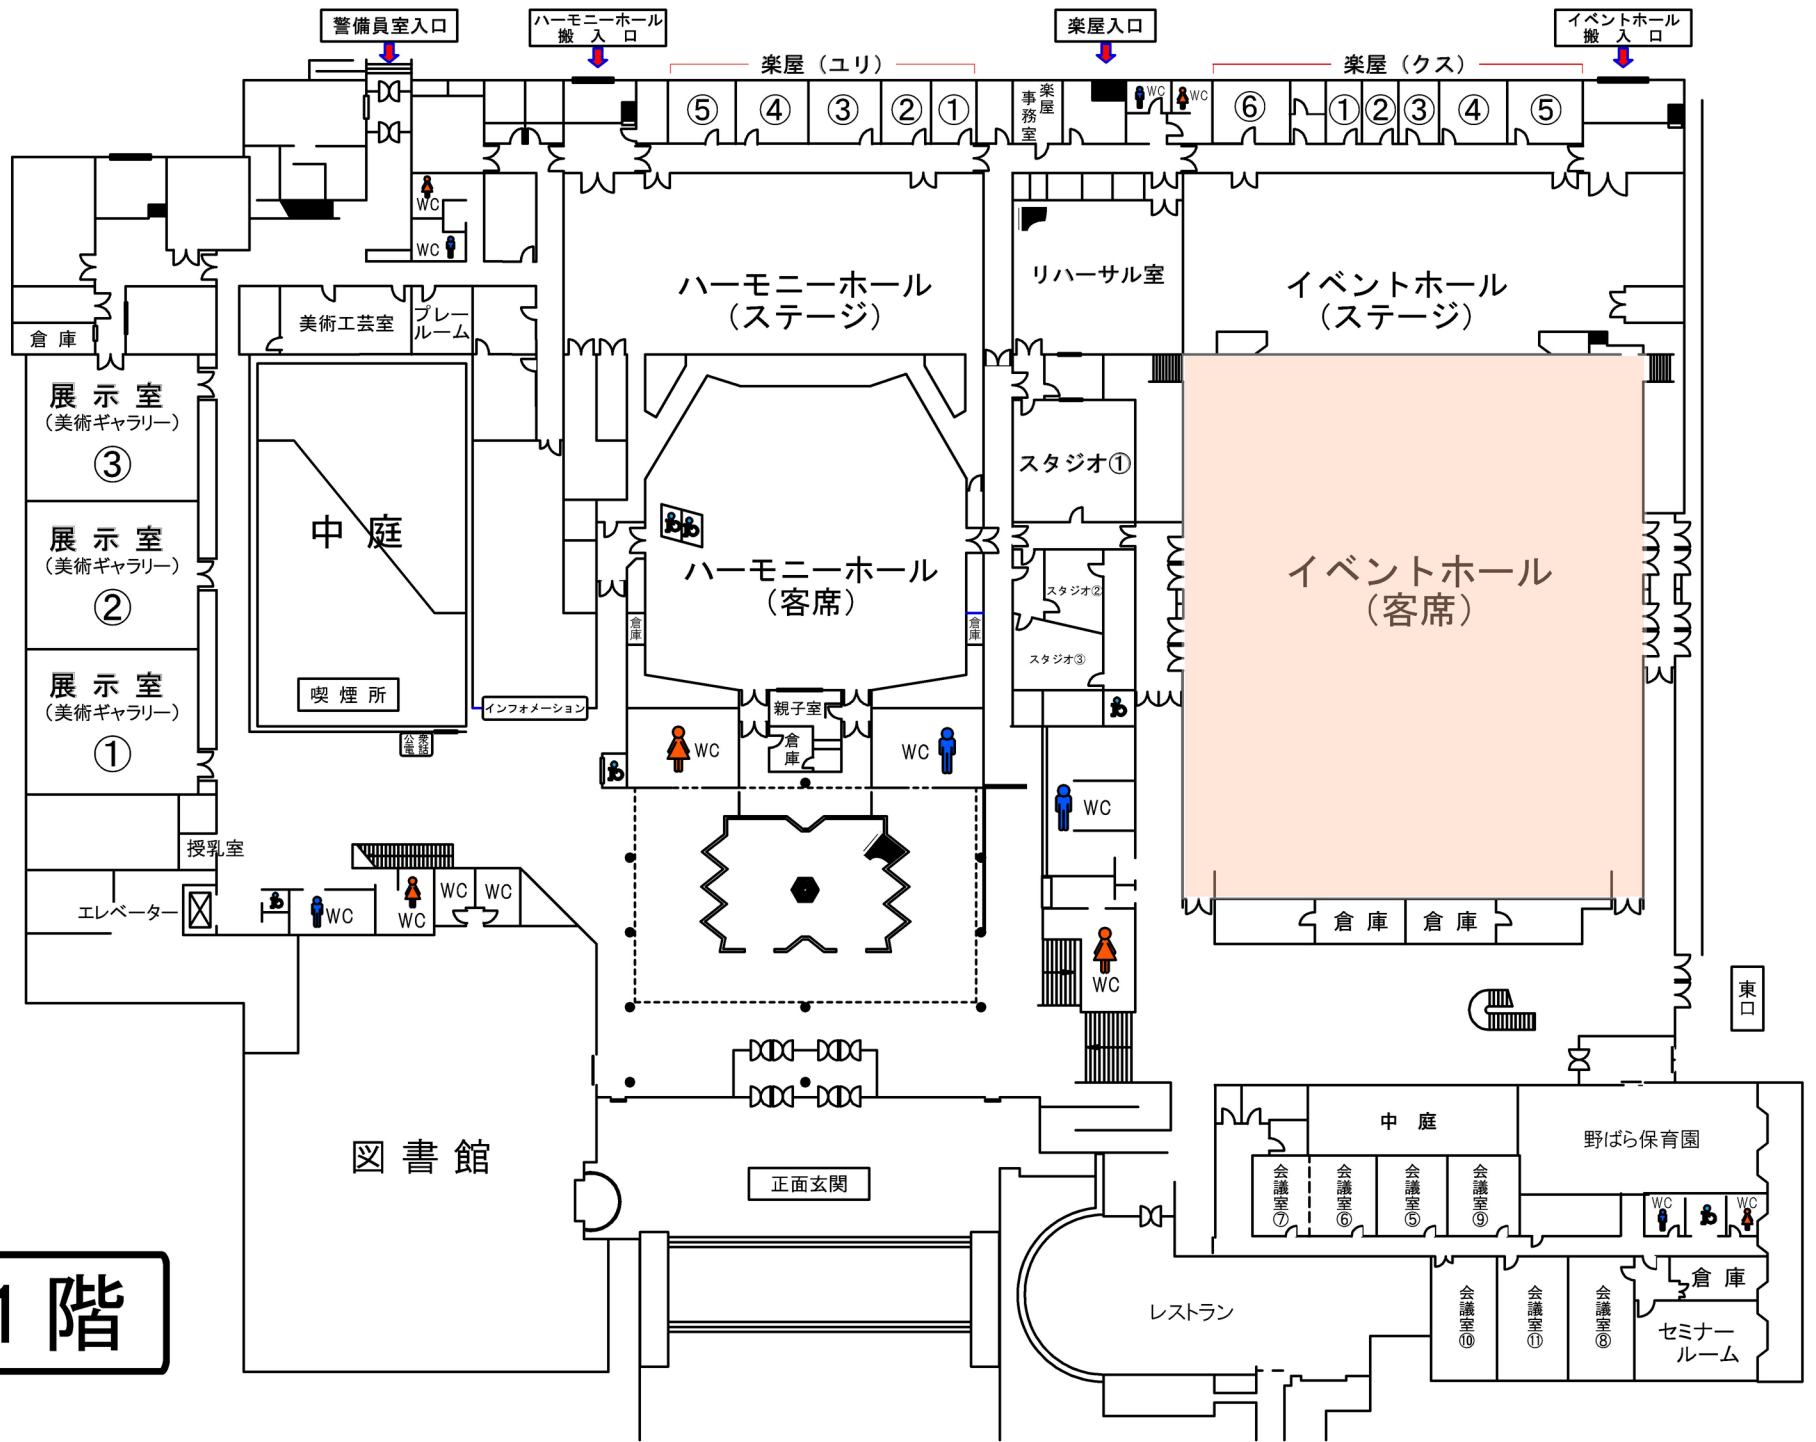 警備員室入口
ハーモニーホール
搬 入 口
楽屋入口
イベントホール
搬 入 口
楽屋（ユリ）
楽屋（クス）
⑤
④
③
②
①
楽屋
事務室
WC
WC
⑥
①
②
③
④
⑤
WC
WC
ハーモニーホール
（ステージ）
リハーサル室
イベントホール
（ステージ）
倉 庫
美術工芸室
プレー
ルーム
展 示 室
（美術ギャラリー）
③
中 庭
スタジオ①
展 示 室
（美術ギャラリー）
②
ハーモニーホール
（客席）
イベントホール
（客席）
スタジオ②
倉庫
倉庫
スタジオ③
展 示 室
（美術ギャラリー）
①
喫 煙 所
インフォメーション
公衆
電話
親子室
倉庫
WC
WC
WC
授乳室
エレベーター
WC
WC
WC
WC
倉 庫
倉 庫
WC
東口
図 書 館
正面玄関
中 庭
野ばら保育園
会議室⑦
会議室⑥
会議室⑤
会議室⑨
WC
WC
レストラン
会議室⑩
会議室⑪
会議室⑧
倉 庫
セミナー
ルーム
1 階